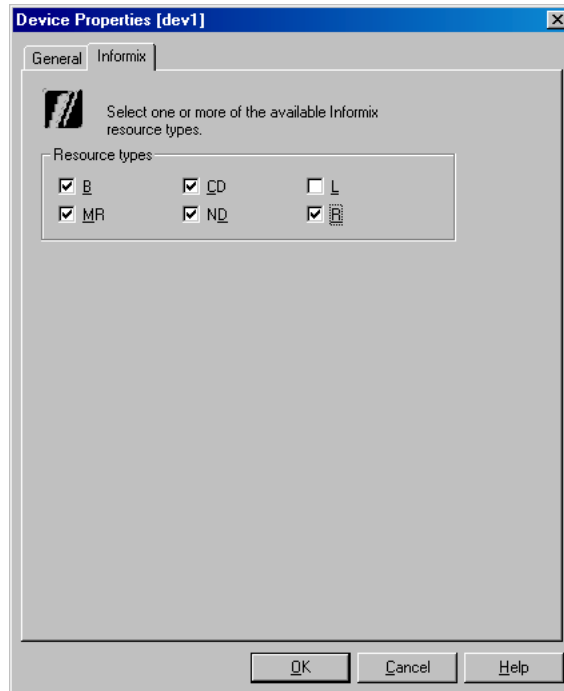 Device Properties [dev1]
General Informix
Select one or more of the available Informix
resource types.
Resource types
B CD L
MR ND R
OK Cancel Help